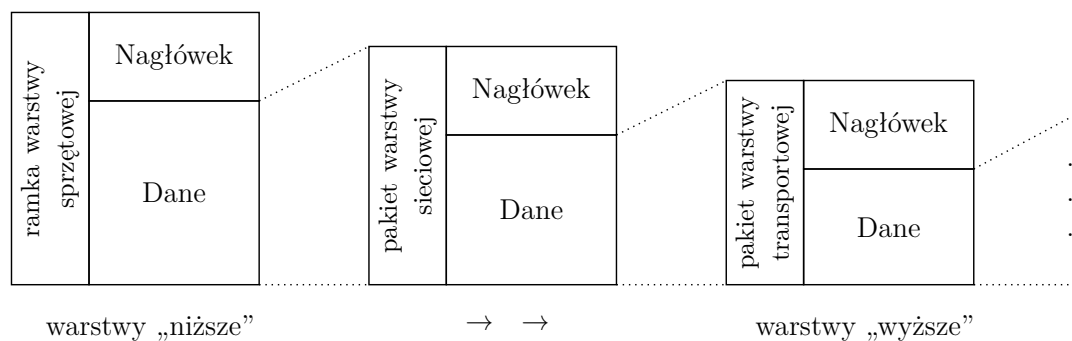 ramka warstwy
sprzętowej
Nagłówek
Dane
pakiet warstwy
sieciowej
Nagłówek
Dane
pakiet warstwy
transportowej
Nagłówek
Dane
.
.
.
warstwy „niższe”
→ →
warstwy „wyższe”